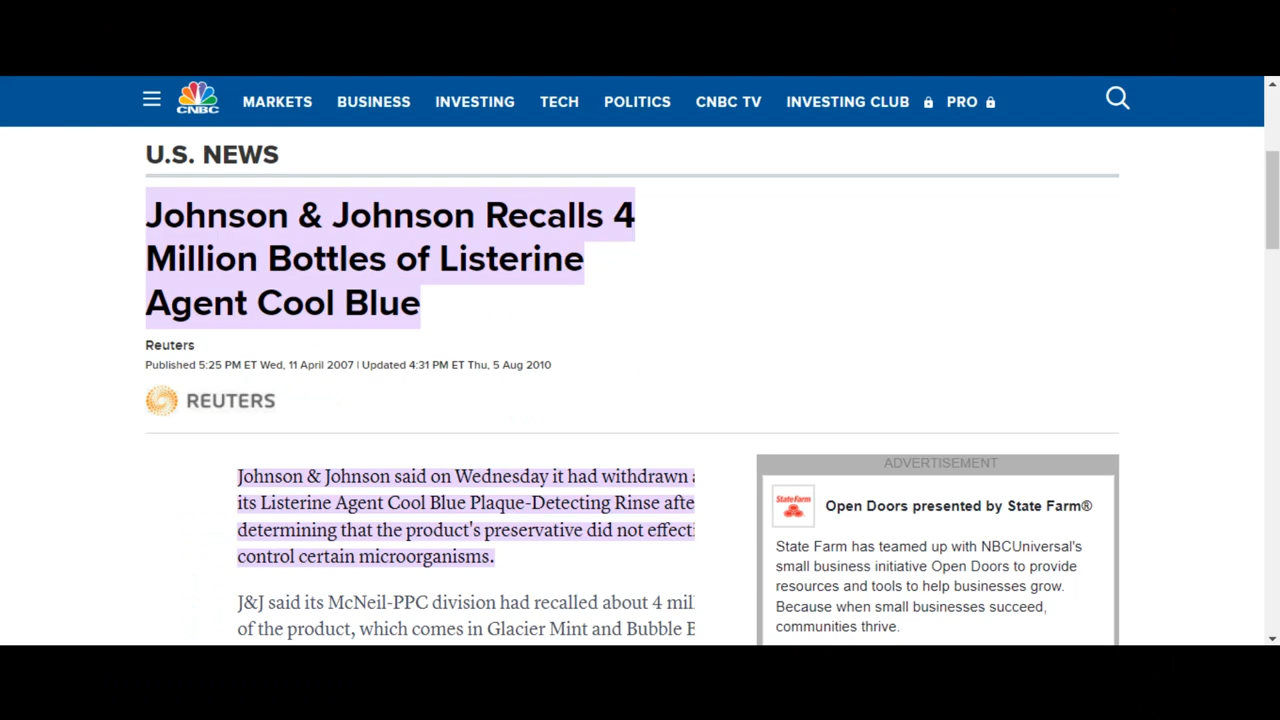 CNBC
MARKETS BUSINESS INVESTING TECH POLITICS CNBC TV INVESTING CLUB PRO
U.S. NEWS
Johnson & Johnson Recalls 4
Million Bottles of Listerine
Agent Cool Blue
Reuters
Published 5:25 PM ET Wed, 11 April 2007 | Updated 4:31 PM ET Thu, 5 Aug 2010
REUTERS
Johnson & Johnson said on Wednesday it had withdrawn
its Listerine Agent Cool Blue Plaque-Detecting Rinse afte
determining that the product's preservative did not effecti
control certain microorganisms.
J&J said its McNeil-PPC division had recalled about 4 mil
of the product, which comes in Glacier Mint and Bubble B
ADVERTISEMENT
StateFarm
Open Doors presented by State Farm®
State Farm has teamed up with NBCUniversal's
small business initiative Open Doors to provide
resources and tools to help businesses grow.
Because when small businesses succeed,
communities thrive.